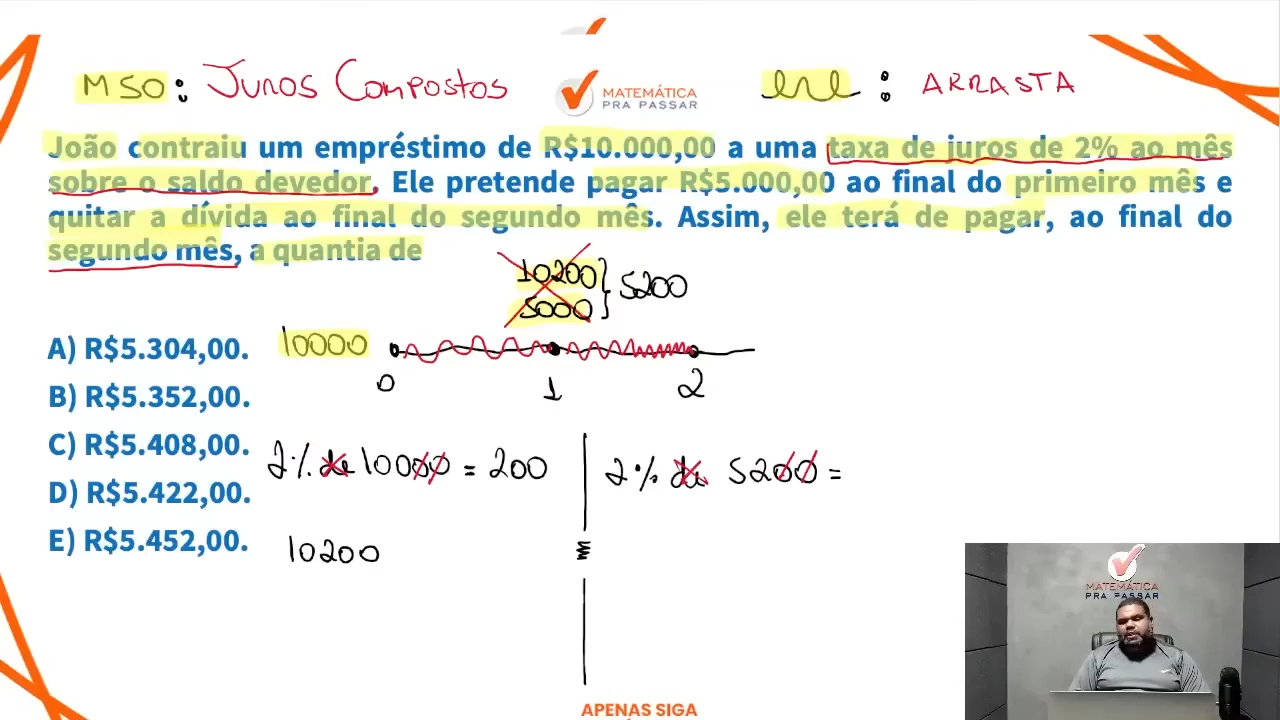 MSO: JUROS COMPOSTOS
MATEMÁTICA
PRA PASSAR
: ARRASTA
João contraiu um empréstimo de R$10.000,00 a uma taxa de juros de 2% ao mês
sobre o saldo devedor. Ele pretende pagar R$5.000,00 ao final do primeiro mês e
quitar a dívida ao final do segundo mês. Assim, ele terá de pagar, ao final do
segundo mês, a quantia de
10200
5000
5200
A) R$5.304,00.
10000
0
1
2
B) R$5.352,00.
C) R$5.408,00.
2% de 10000 = 200
2% de 5200 =
D) R$5.422,00.
E) R$5.452,00.
10200
MATEMÁTICA
PRA PASSAR
APENAS SIGA